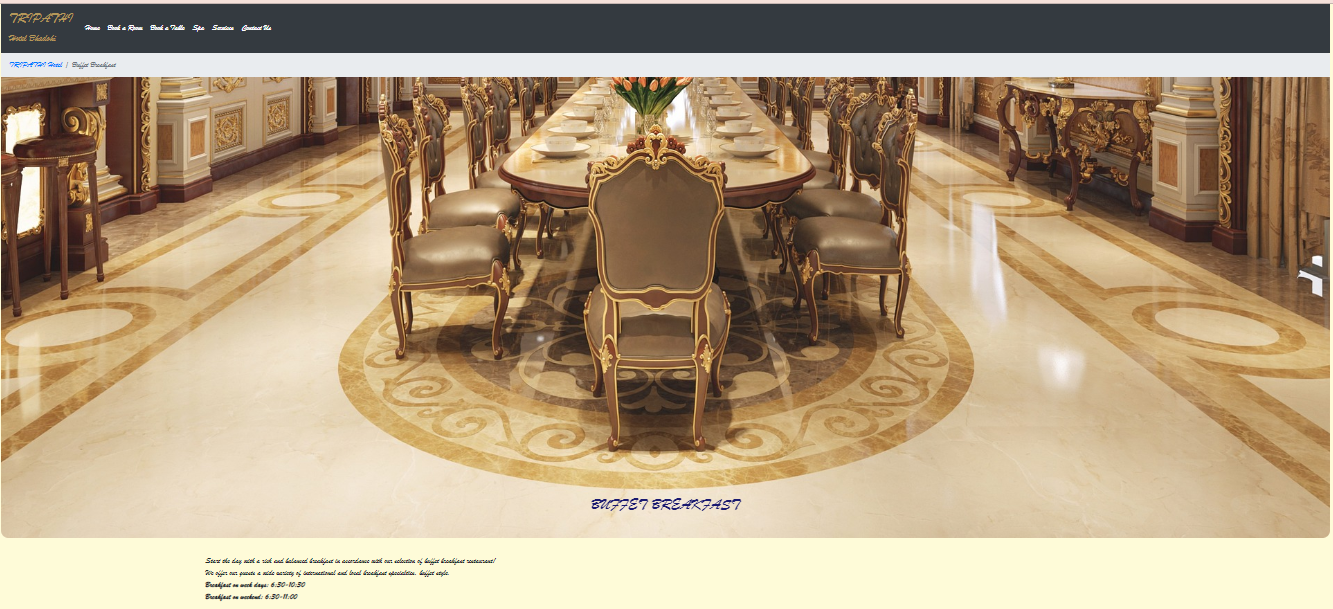 TRIPATHI
Hotel Bhadohi
Home Book a Room Book a Table Spa Services Contact Us
TRIPATHI Hotel / Buffet Breakfast
BUFFET BREAKFAST
Start the day with a rich and balanced breakfast in accordance with our selection of buffet breakfast restaurant!
We offer our guests a wide variety of international and local breakfast specialities, buffet style.
Breakfast on week days: 6:30-10:30
Breakfast on weekend: 6:30-11:00